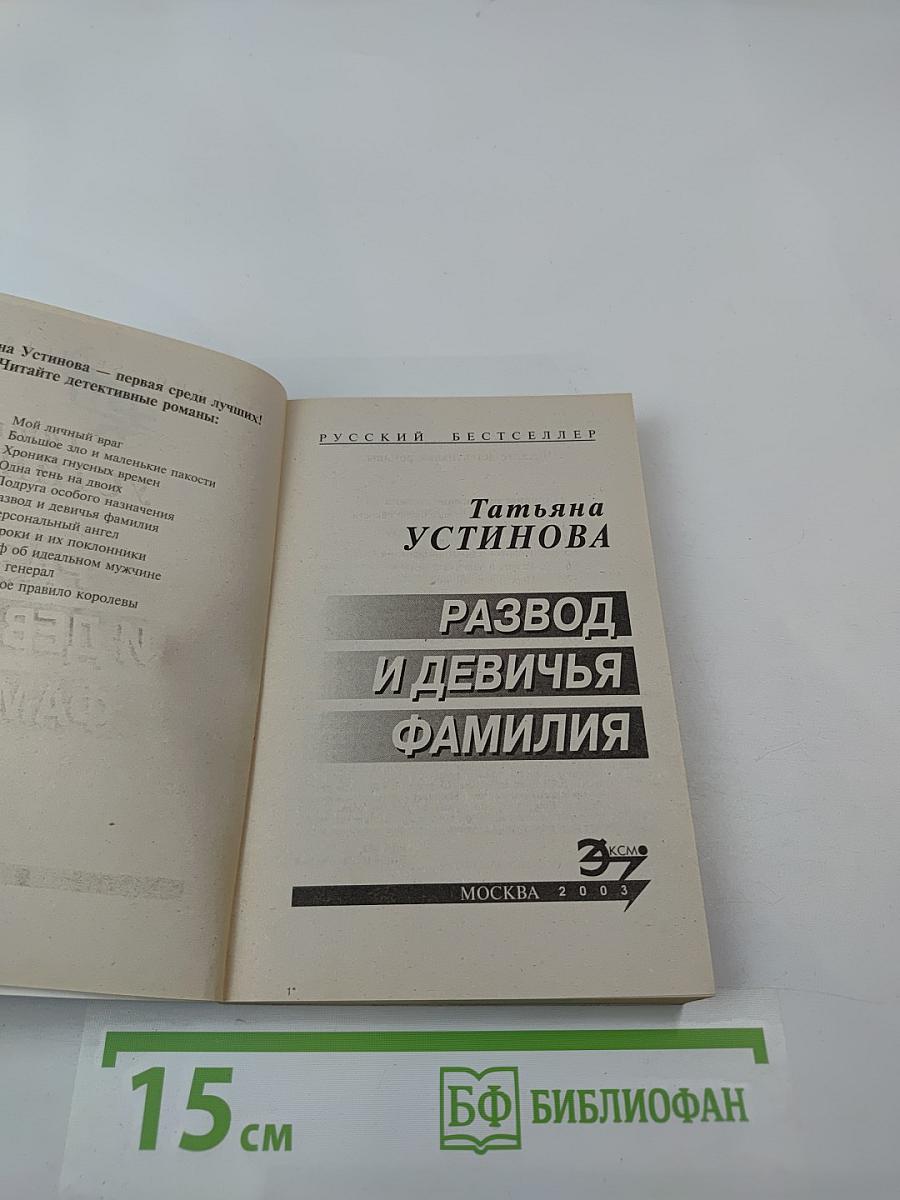 на Устинова — первая среди лучших!
Читайте детективные романы:
Мой личный враг
Большое зло и маленькие пакости
Хроника гнусных времен
Одна тень на двоих
Подруга особого назначения
азвод и девичья фамилия
ерсональный ангел
роки и их поклонники
ф об идеальном мужчине
генерал
ое правило королевы
РУССКИЙ БЕСТСЕЛЛЕР
Татьяна
УСТИНОВА
РАЗВОД
И ДЕВИЧЬЯ
ФАМИЛИЯ
ЭКСМО
МОСКВА 2003
1*
15 см
БФ БИБЛИОФАН